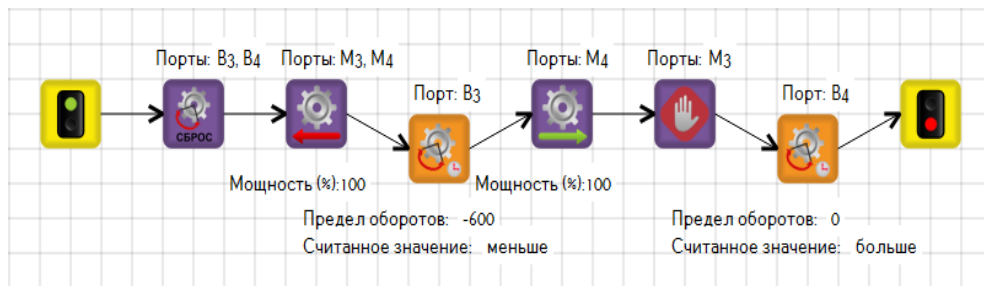 Порты: B3, B4
Порты: M3, M4
Порт: B3
Порты: M4
Порты: M3
Порт: B4
СБРОС
Мощность (%):100
Мощность (%):100
Предел оборотов: -600
Считанное значение: меньше
Предел оборотов: 0
Считанное значение: больше